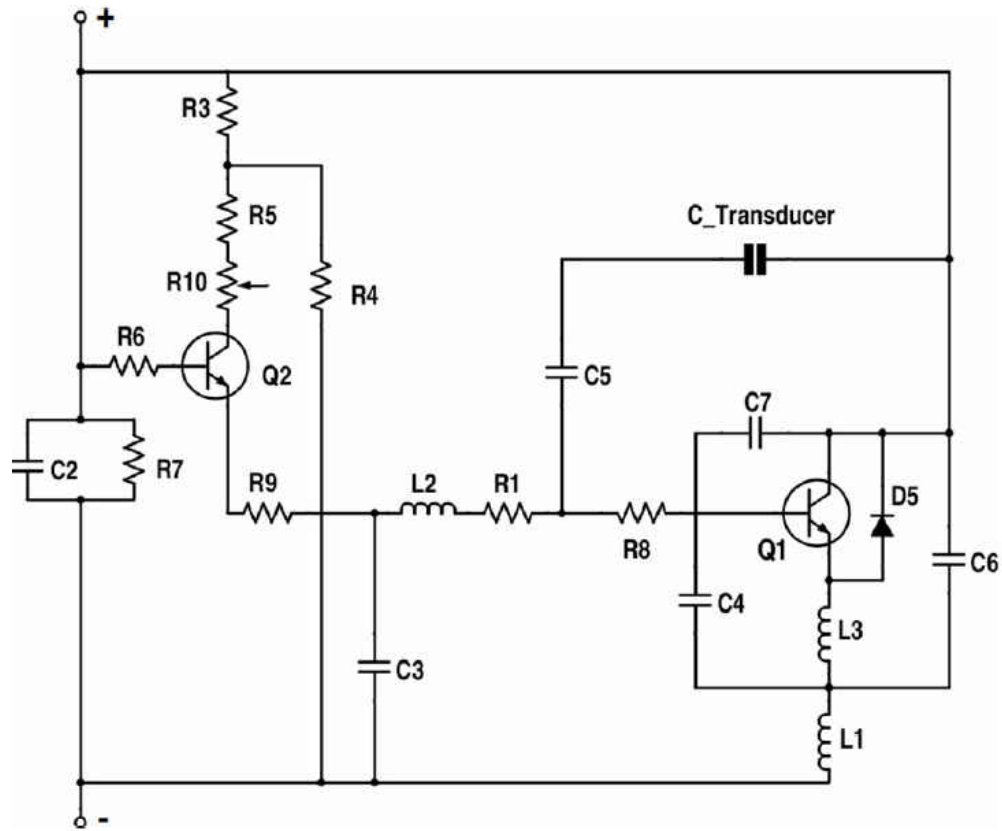 +
R3
R5
C_Transducer
R10
R4
R6
Q2
C5
C7
C2
R7
R9
L2
R1
D5
R8
Q1
C6
C4
L3
C3
L1
-